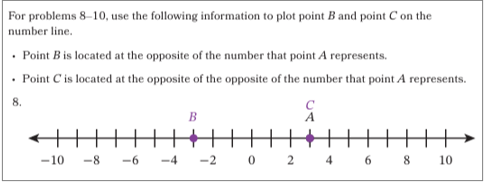 For problems 8–10, use the following information to plot point B and point C on the
number line.
• Point B is located at the opposite of the number that point A represents.
• Point C is located at the opposite of the opposite of the number that point A represents.
8.
C
B A
−10 −8 −6 −4 −2 0 2 4 6 8 10